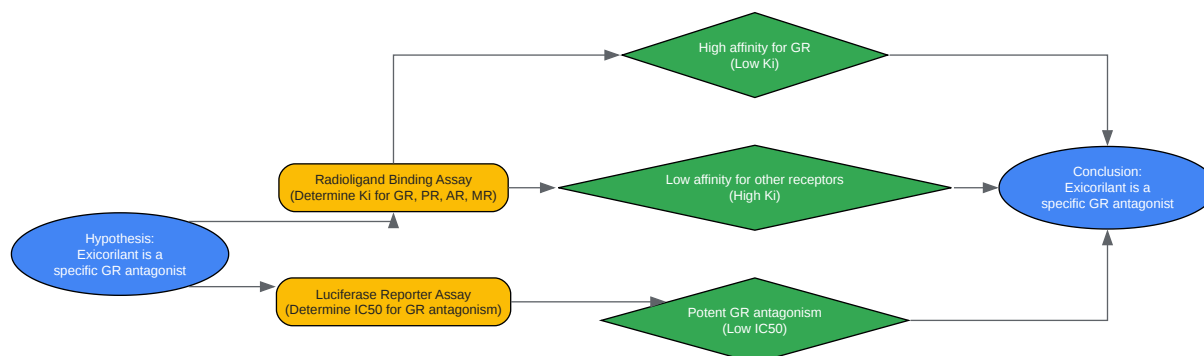 High affinity for GR
(Low Ki)
Radioligand Binding Assay
(Determine Ki for GR, PR, AR, MR)
Low affinity for other receptors
(High Ki)
Conclusion:
Exicorilant is a
specific GR antagonist
Hypothesis:
Exicorilant is a
specific GR antagonist
Luciferase Reporter Assay
(Determine IC50 for GR antagonism)
Potent GR antagonism
(Low IC50)